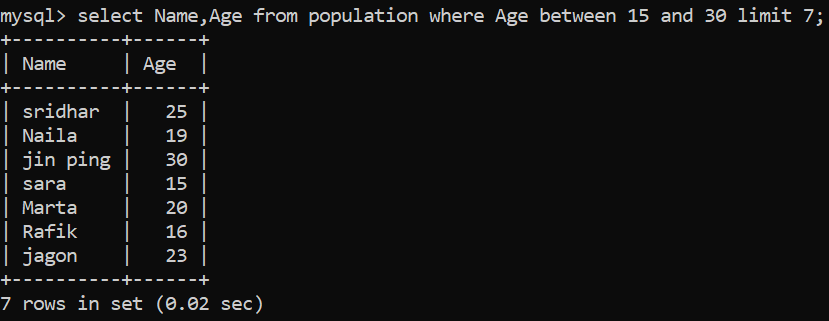 mysql> select Name,Age from population where Age between 15 and 30 limit 7;
+----------+------+
| Name     | Age  |
+----------+------+
| sridhar  |   25 |
| Naila    |   19 |
| jin ping |   30 |
| sara     |   15 |
| Marta    |   20 |
| Rafik    |   16 |
| jagon    |   23 |
+----------+------+
7 rows in set (0.02 sec)